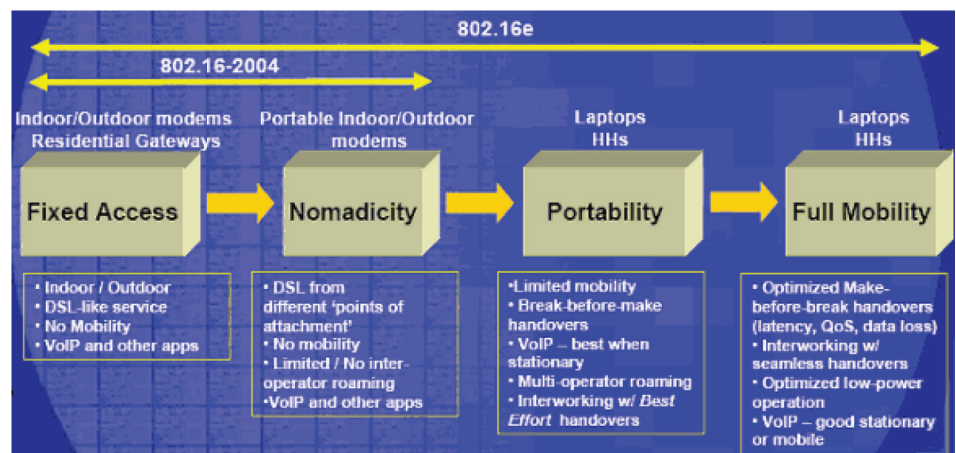 802.16e
802.16-2004
Indoor/Outdoor modems
Residential Gateways
Portable Indoor/Outdoor
modems
Laptops
HHs
Laptops
HHs
Fixed Access
Nomadicity
Portability
Full Mobility
• Indoor / Outdoor
• DSL-like service
• No Mobility
• VoIP and other apps
• DSL from
different ‘points of
attachment’
• No mobility
• Limited / No inter-
operator roaming
•VoIP and other apps
•Limited mobility
• Break-before-make
handovers
• VoIP – best when
stationary
• Multi-operator roaming
• Interworking w/ Best
Effort handovers
• Optimized Make-
before-break handovers
(latency, QoS, data loss)
• Interworking w/
seamless handovers
• Optimized low-power
operation
• VoIP – good stationary
or mobile